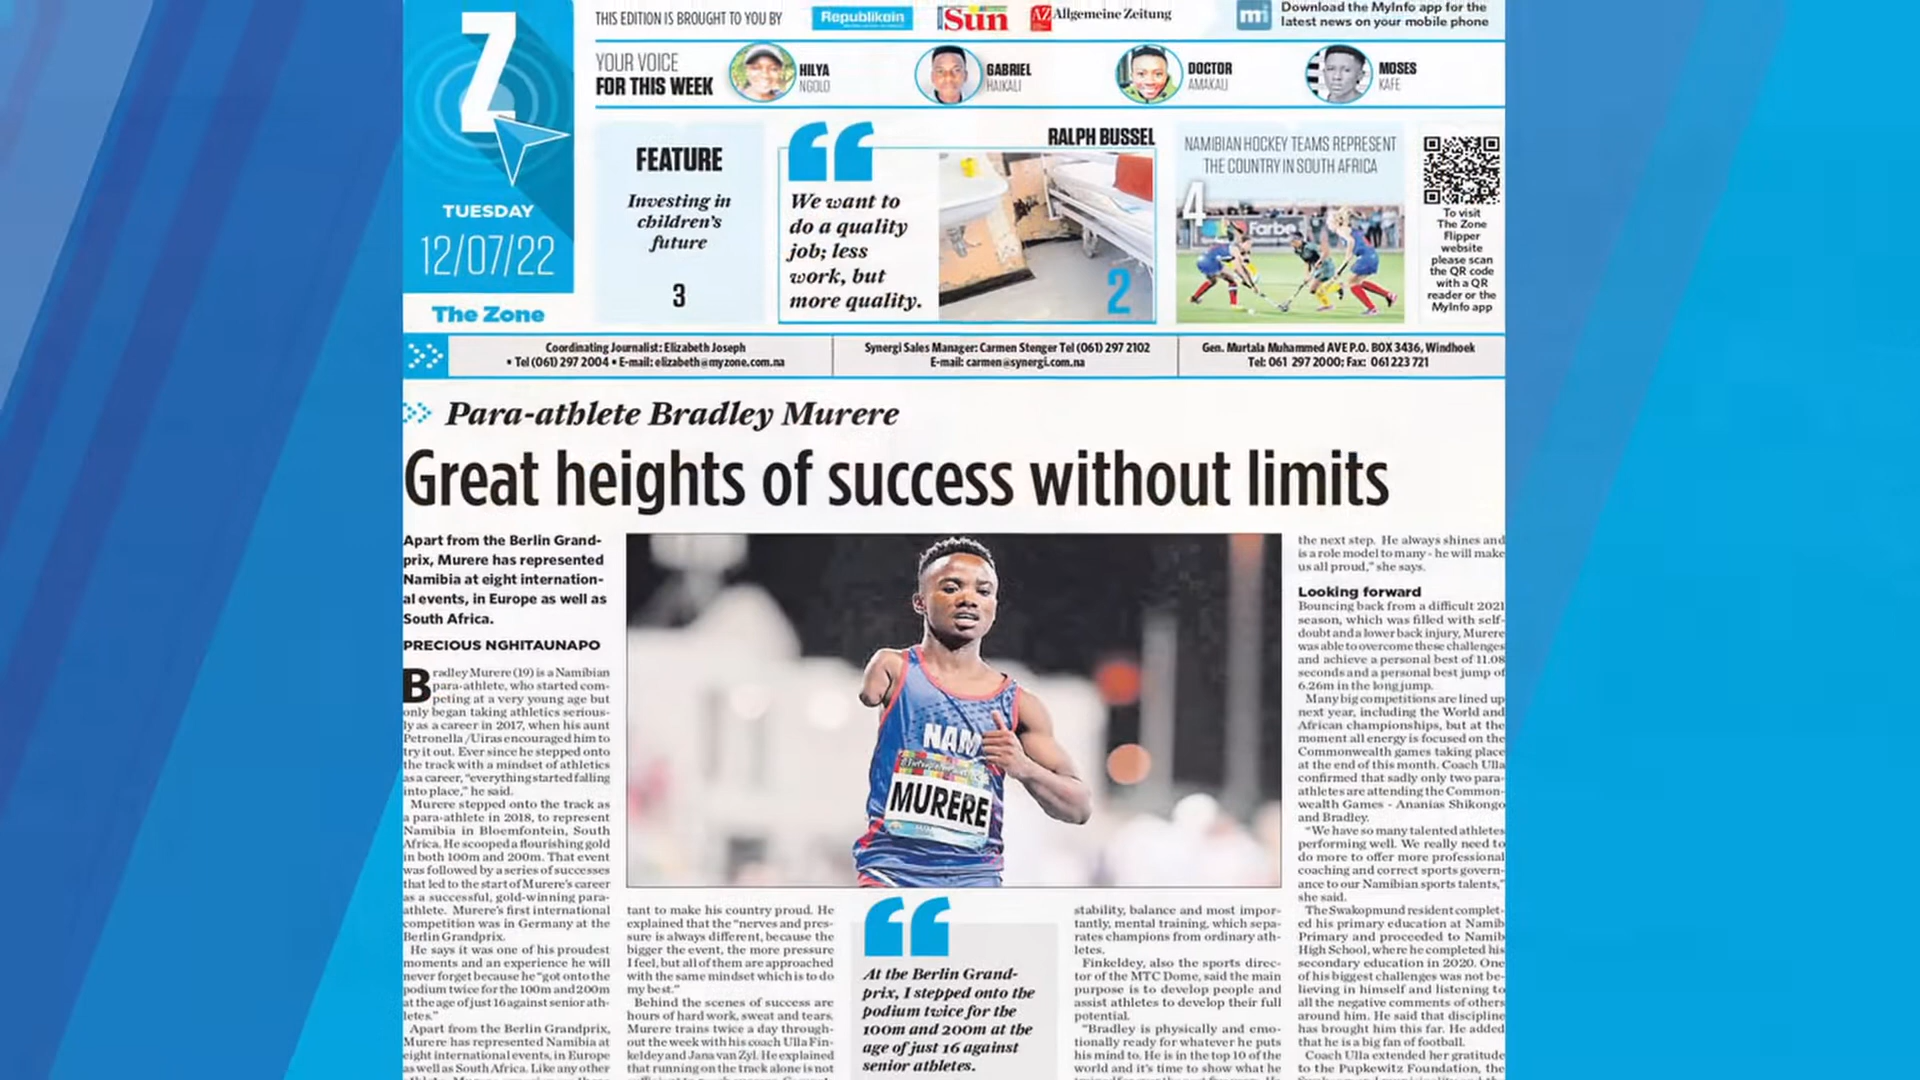 Z
TUESDAY
12/07/22
The Zone
THIS EDITION IS BROUGHT TO YOU BY
Republikein
Sun
AZ Allgemeine Zeitung
mi
Download the MyInfo app for the
latest news on your mobile phone
YOUR VOICE
FOR THIS WEEK
HILYA
NGOLO
GABRIEL
HAIKALI
DOCTOR
AMAKALI
MOSES
KAFE
FEATURE
Investing in
children's
future
3
RALPH BUSSEL
We want to
do a quality
job; less
work, but
more quality.
2
NAMIBIAN HOCKEY TEAMS REPRESENT
THE COUNTRY IN SOUTH AFRICA
4
Farbe
To visit
The Zone
Flipper
website
please scan
the QR code
with a QR
reader or the
MyInfo app
Coordinating Journalist: Elizabeth Joseph
• Tel (061) 297 2004 • E-mail: elizabeth@myzone.com.na
Synergi Sales Manager: Carmen Stenger Tel (061) 297 2102
E-mail: carmen@synergi.com.na
Gen. Murtala Muhammed AVE P.O. BOX 3436, Windhoek
Tel: 061 297 2000; Fax: 061 223 721
Para-athlete Bradley Murere
Great heights of success without limits
Apart from the Berlin Grand-
prix, Murere has represented
Namibia at eight internation-
al events, in Europe as well as
South Africa.
PRECIOUS NGHITAUNAPO
Bradley Murere (19) is a Namibian
para-athlete, who started com-
peting at a very young age but
only began taking athletics serious-
ly as a career in 2017, when his aunt
Petronella /Uiras encouraged him to
try it out. Ever since he stepped onto
the track with a mindset of athletics
as a career, "everything started falling
into place," he said.
Murere stepped onto the track as
a para-athlete in 2018, to represent
Namibia in Bloemfontein, South
Africa. He scooped a flourishing gold
in both 100m and 200m. That event
was followed by a series of successes
that led to the start of Murere's career
as a successful, gold-winning para-
athlete. Murere's first international
competition was in Germany at the
Berlin Grandprix.
He says it was one of his proudest
moments and an experience he will
never forget because he "got onto the
podium twice for the 100m and 200m
at the age of just 16 against senior ath-
letes."
Apart from the Berlin Grandprix,
Murere has represented Namibia at
eight international events, in Europe
as well as South Africa. Like any other
NAM
MURERE
tant to make his country proud. He
explained that the "nerves and pres-
sure is always different, because the
bigger the event, the more pressure
I feel, but all of them are approached
with the same mindset which is to do
my best."
Behind the scenes of success are
hours of hard work, sweat and tears.
Murere trains twice a day through-
out the week with his coach Ulla Fin-
keldey and Jana van Zyl. He explained
that running on the track alone is not
At the Berlin Grand-
prix, I stepped onto the
podium twice for the
100m and 200m at the
age of just 16 against
senior athletes.
stability, balance and most impor-
tantly, mental training, which sepa-
rates champions from ordinary ath-
letes.
Finkeldey, also the sports direc-
tor of the MTC Dome, said the main
purpose is to develop people and
assist athletes to develop their full
potential.
"Bradley is physically and emo-
tionally ready for whatever he puts
his mind to. He is in the top 10 of the
world and it's time to show what he
the next step. He always shines and
is a role model to many - he will make
us all proud," she says.
Looking forward
Bouncing back from a difficult 2021
season, which was filled with self-
doubt and a lower back injury, Murere
was able to overcome these challenges
and achieve a personal best of 11.08
seconds and a personal best jump of
6.26m in the long jump.
Many big competitions are lined up
next year, including the World and
African championships, but at the
moment all energy is focused on the
Commonwealth games taking place
at the end of this month. Coach Ulla
confirmed that sadly only two para-
athletes are attending the Common-
wealth Games - Ananias Shikongo
and Bradley.
"We have so many talented athletes
performing well. We really need to
do more to offer more professional
coaching and correct sports govern-
ance to our Namibian sports talents,"
she said.
The Swakopmund resident complet-
ed his primary education at Namib
Primary and proceeded to Namib
High School, where he completed his
secondary education in 2020. One
of his biggest challenges was not be-
lieving in himself and listening to
all the negative comments of others
around him. He said that discipline
has brought him this far. He added
that he is a big fan of football.
Coach Ulla extended her gratitude
to the Pupkewitz Foundation, the